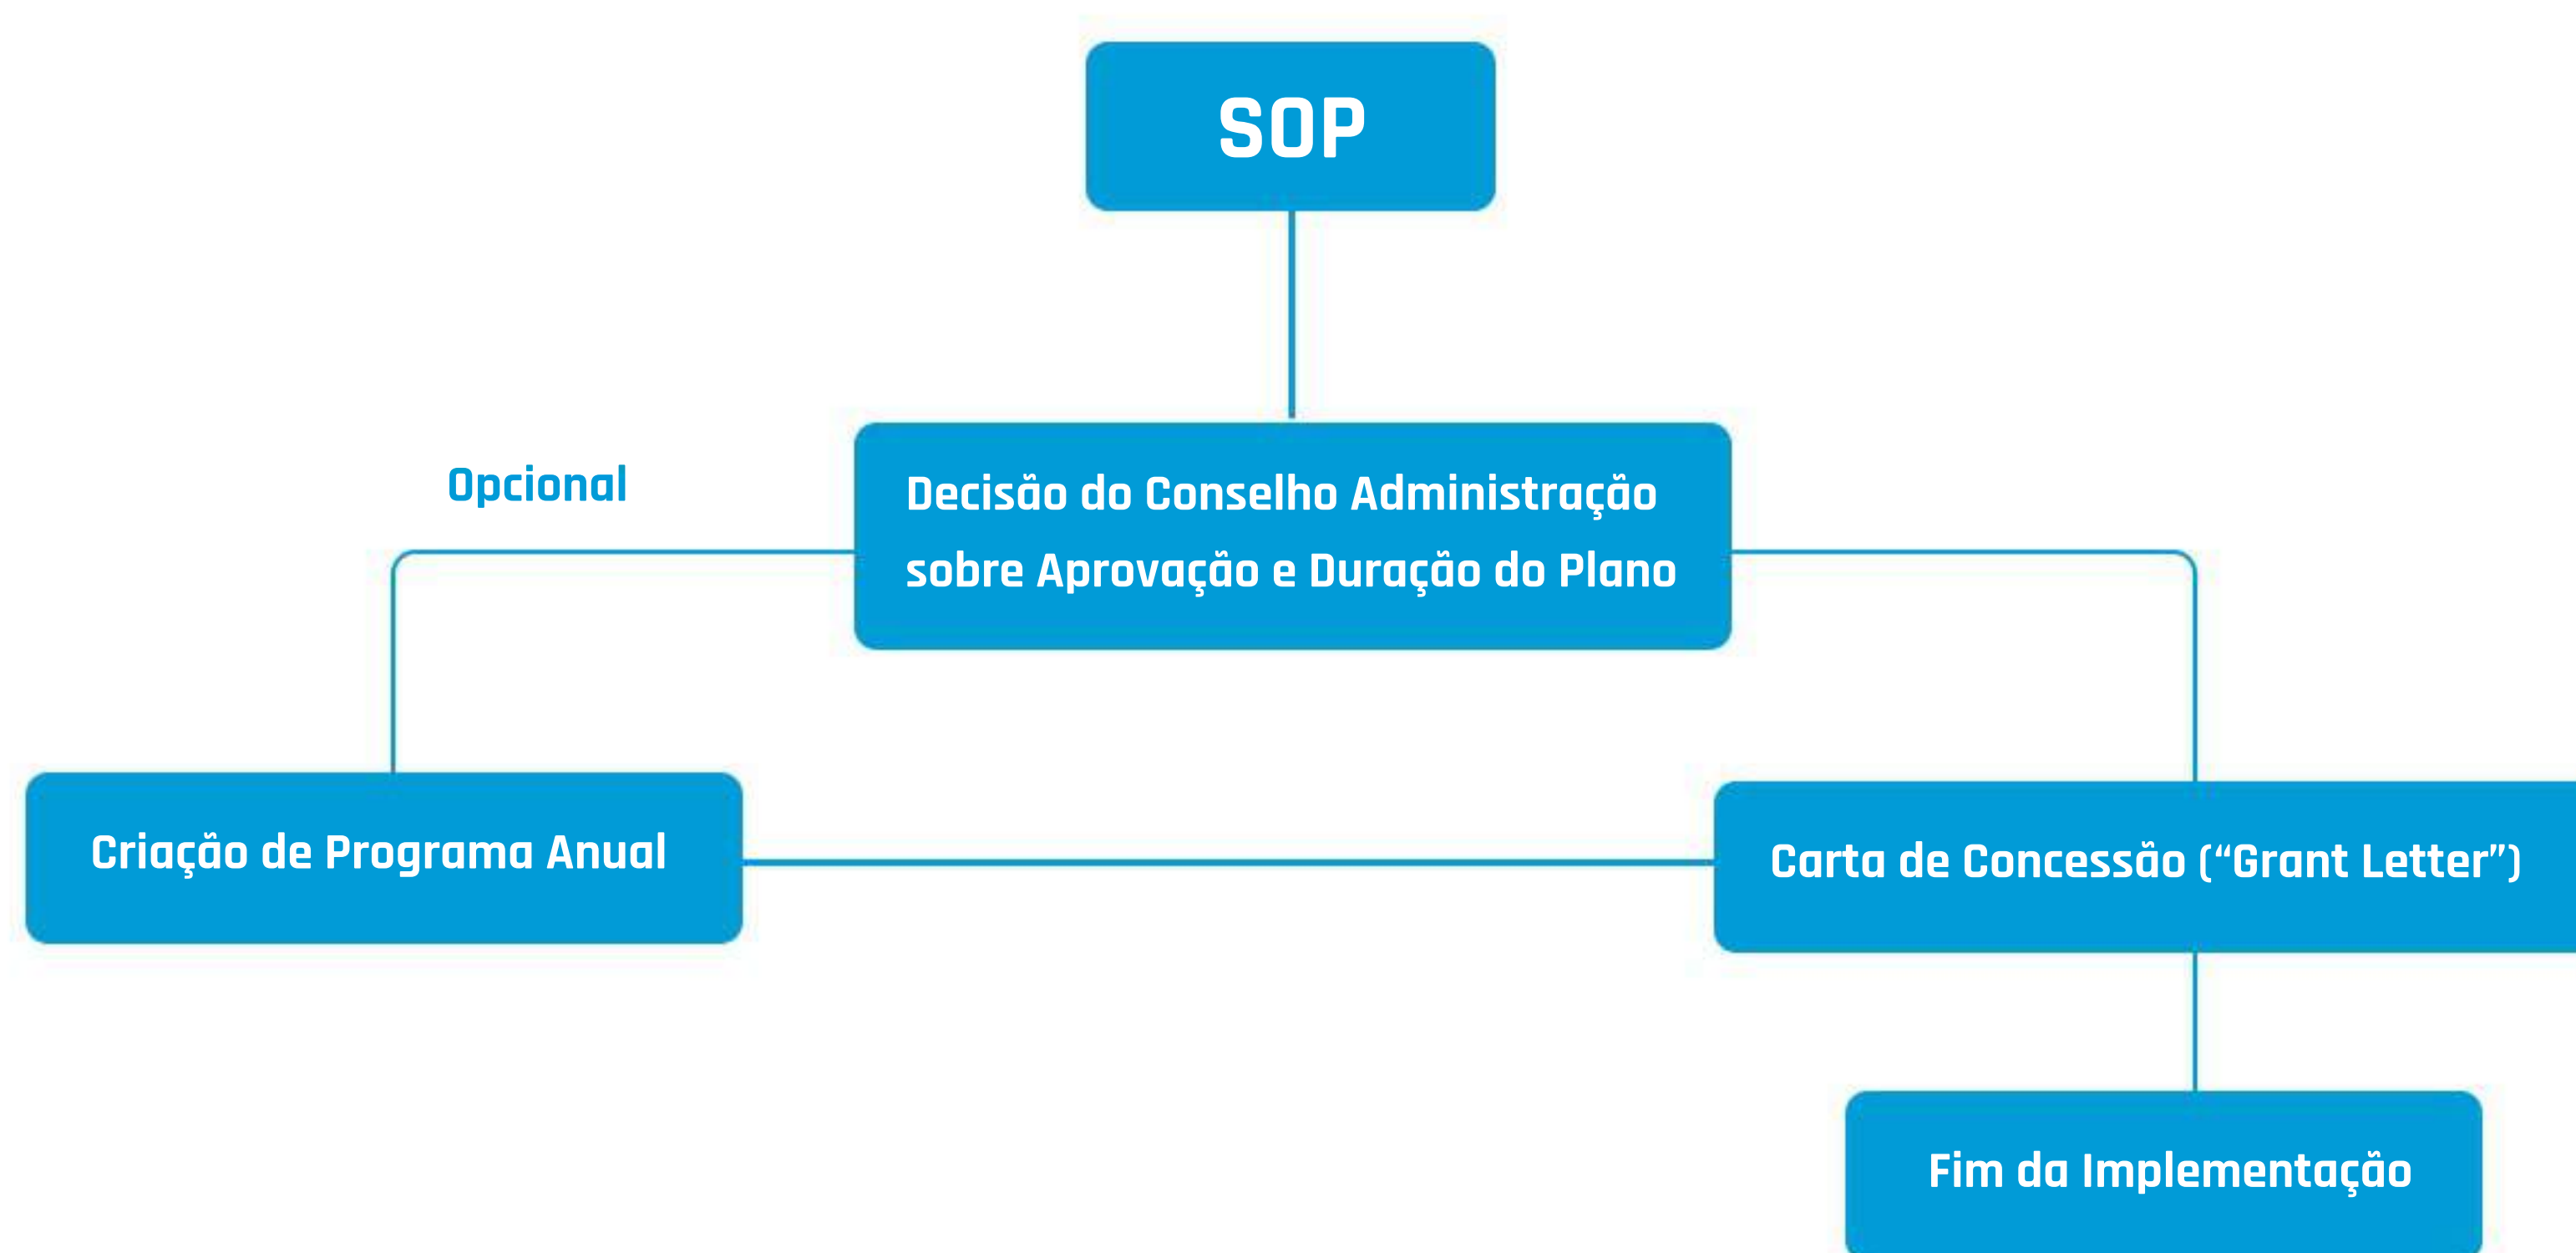 SOP
Opcional
Decisão do Conselho Administração
sobre Aprovação e Duração do Plano
Criação de Programa Anual
Carta de Concessão (“Grant Letter”)
Fim da Implementação